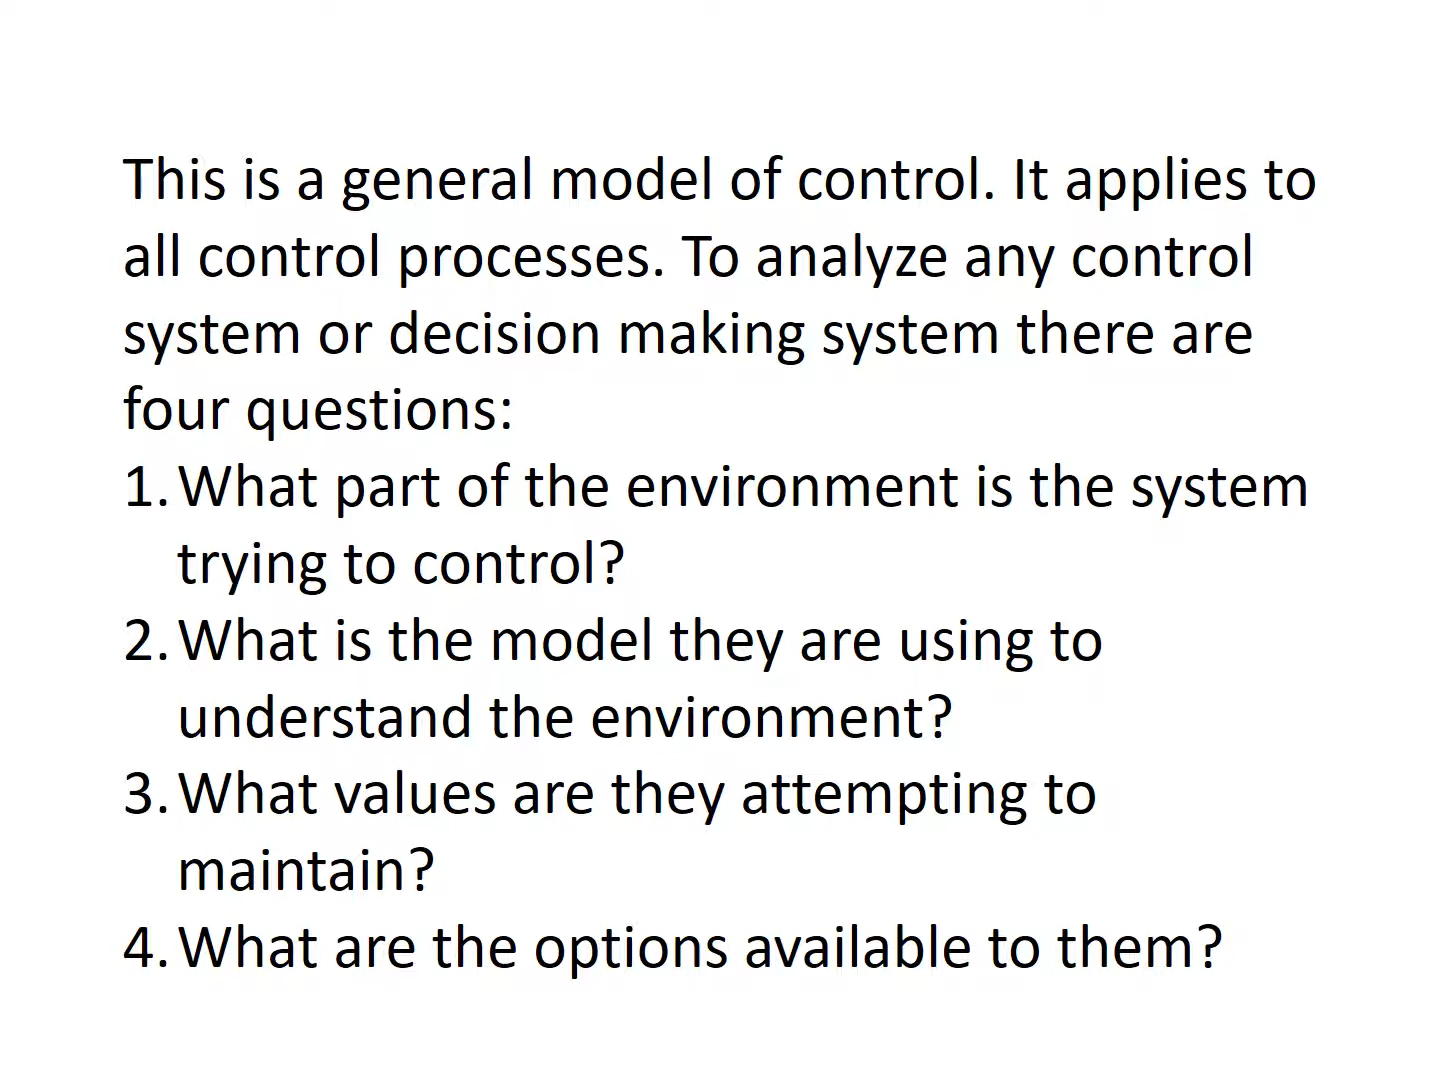 This is a general model of control. It applies to
all control processes. To analyze any control
system or decision making system there are
four questions:
1. What part of the environment is the system
trying to control?
2. What is the model they are using to
understand the environment?
3. What values are they attempting to
maintain?
4. What are the options available to them?